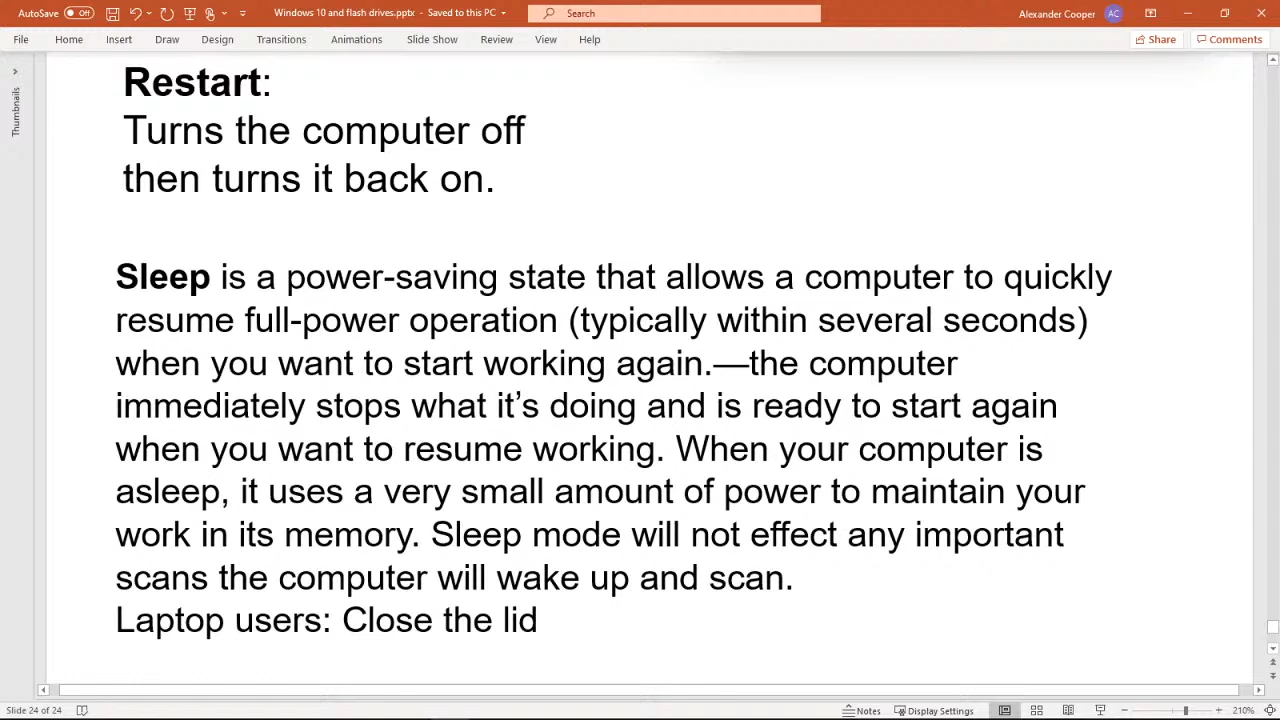 AutoSave Off Windows 10 and flash drives.pptx - Saved to this PC Search Alexander Cooper AC
File Home Insert Draw Design Transitions Animations Slide Show Review View Help Share Comments
Thumbnails
Restart:
Turns the computer off
then turns it back on.
Sleep is a power-saving state that allows a computer to quickly
resume full-power operation (typically within several seconds)
when you want to start working again.—the computer
immediately stops what it’s doing and is ready to start again
when you want to resume working. When your computer is
asleep, it uses a very small amount of power to maintain your
work in its memory. Sleep mode will not effect any important
scans the computer will wake up and scan.
Laptop users: Close the lid
Slide 24 of 24 Notes Display Settings 210%